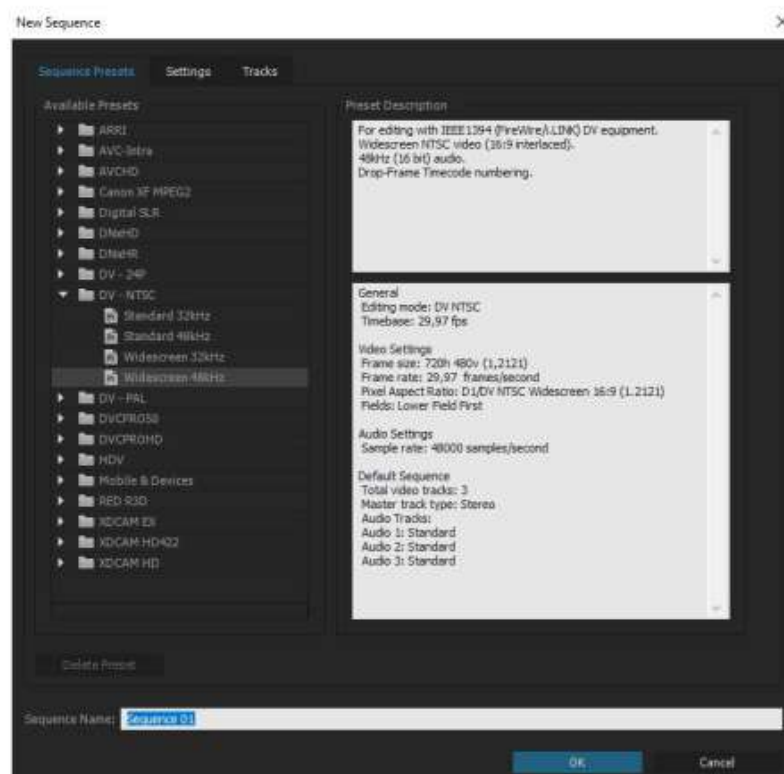 New Sequence
Sequence Presets
Settings
Tracks
Available Presets
ARRI
AVC-Intra
AVCHD
Canon XF MPEG2
Digital SLR
DNxHD
DNxHR
DV - 24P
DV - NTSC
Standard 32kHz
Standard 48kHz
Widescreen 32kHz
Widescreen 48kHz
DV - PAL
DVCPRO50
DVCPROHD
HDV
Mobile & Devices
RED R3D
XDCAM EX
XDCAM HD422
XDCAM HD
Delete Preset
Preset Description
For editing with IEEE1394 (FireWire/i.LINK) DV equipment.
Widescreen NTSC video (16:9 interlaced).
48kHz (16 bit) audio.
Drop-Frame Timecode numbering.
General
Editing mode: DV NTSC
Timebase: 29,97 fps
Video Settings
Frame size: 720h 480v (1,2121)
Frame rate: 29,97 frames/second
Pixel Aspect Ratio: D1/DV NTSC Widescreen 16:9 (1.2121)
Fields: Lower Field First
Audio Settings
Sample rate: 48000 samples/second
Default Sequence
Total video tracks: 3
Master track type: Stereo
Audio Tracks:
Audio 1: Standard
Audio 2: Standard
Audio 3: Standard
Sequence Name: Sequence 01
OK
Cancel